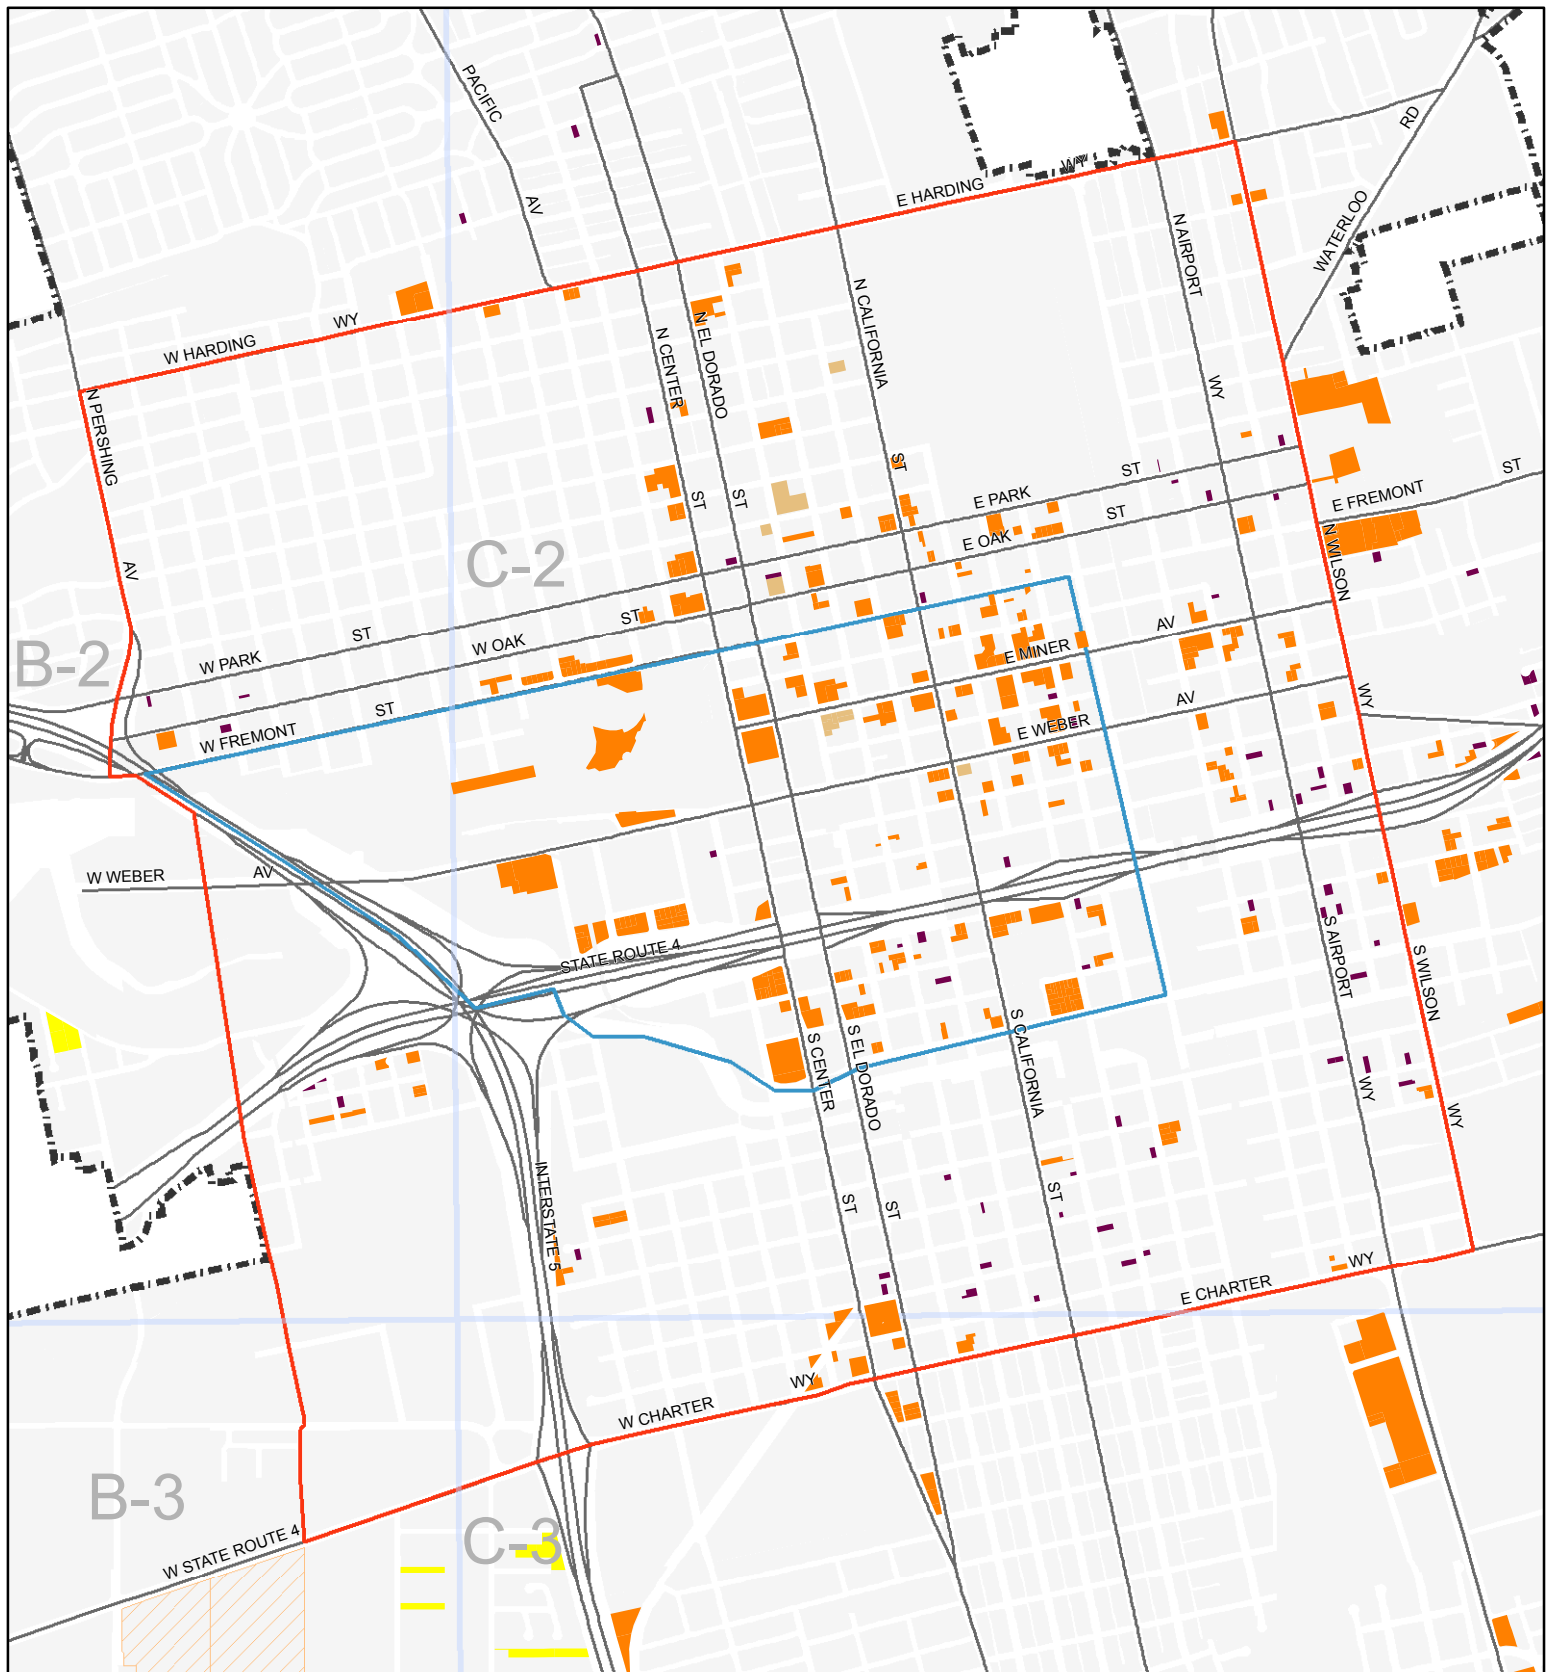 PACIFIC
AV
RD
WY
E HARDING
WATERLOO
N AIRPORT
WY
W HARDING
WY
N CALIFORNIA
ST
N CENTER
ST
N EL DORADO
ST
N PERSHING
AV
E PARK
ST
E OAK
ST
E FREMONT
ST
N WILSON
WY
C-2
B-2
W PARK
ST
W OAK
ST
W FREMONT
ST
E MINER
AV
E WEBER
AV
W WEBER
AV
STATE ROUTE 4
S AIRPORT
WY
S WILSON
WY
S CENTER
ST
S EL DORADO
ST
S CALIFORNIA
ST
INTERSTATE 5
E CHARTER
WY
W CHARTER
WY
B-3
C-3
W STATE ROUTE 4